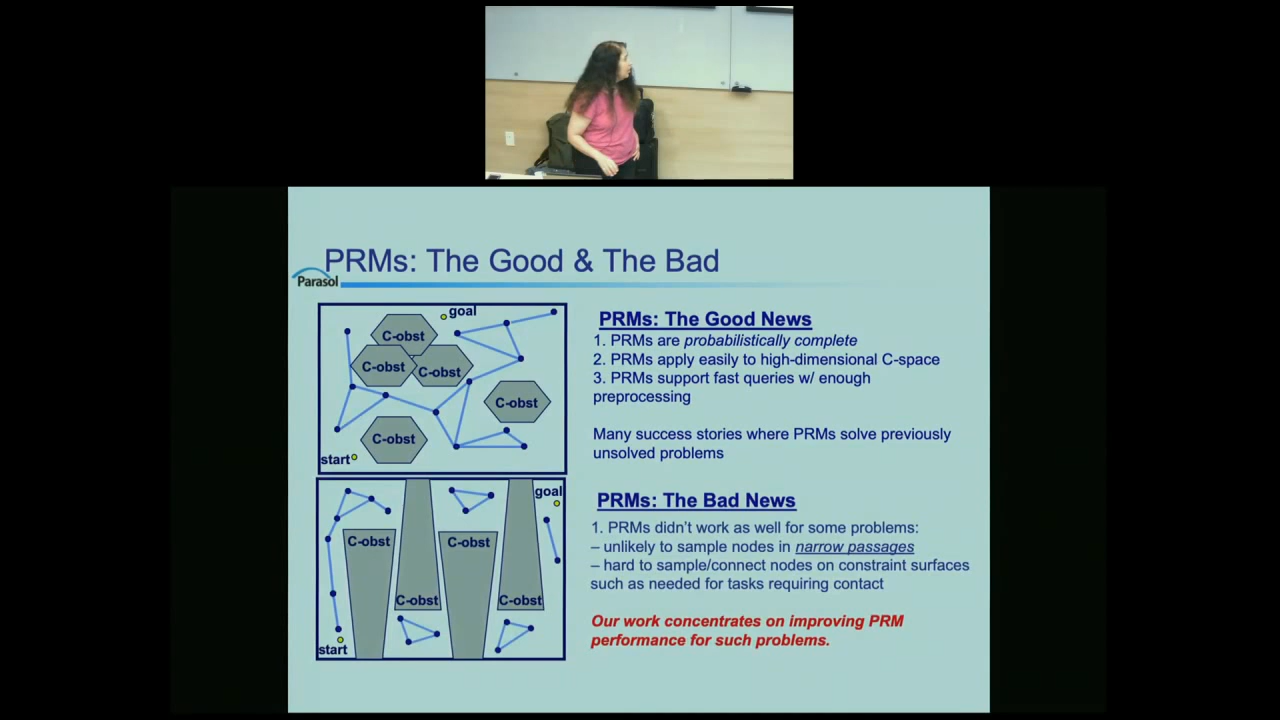 PRMs: The Good & The Bad
Parasol
goal
C-obst
C-obst
C-obst
C-obst
C-obst
start
PRMs: The Good News
1. PRMs are probabilistically complete
2. PRMs apply easily to high-dimensional C-space
3. PRMs support fast queries w/ enough
preprocessing
Many success stories where PRMs solve previously
unsolved problems
goal
C-obst
C-obst
C-obst
C-obst
start
PRMs: The Bad News
1. PRMs didn't work as well for some problems:
– unlikely to sample nodes in narrow passages
– hard to sample/connect nodes on constraint surfaces
such as needed for tasks requiring contact
Our work concentrates on improving PRM
performance for such problems.